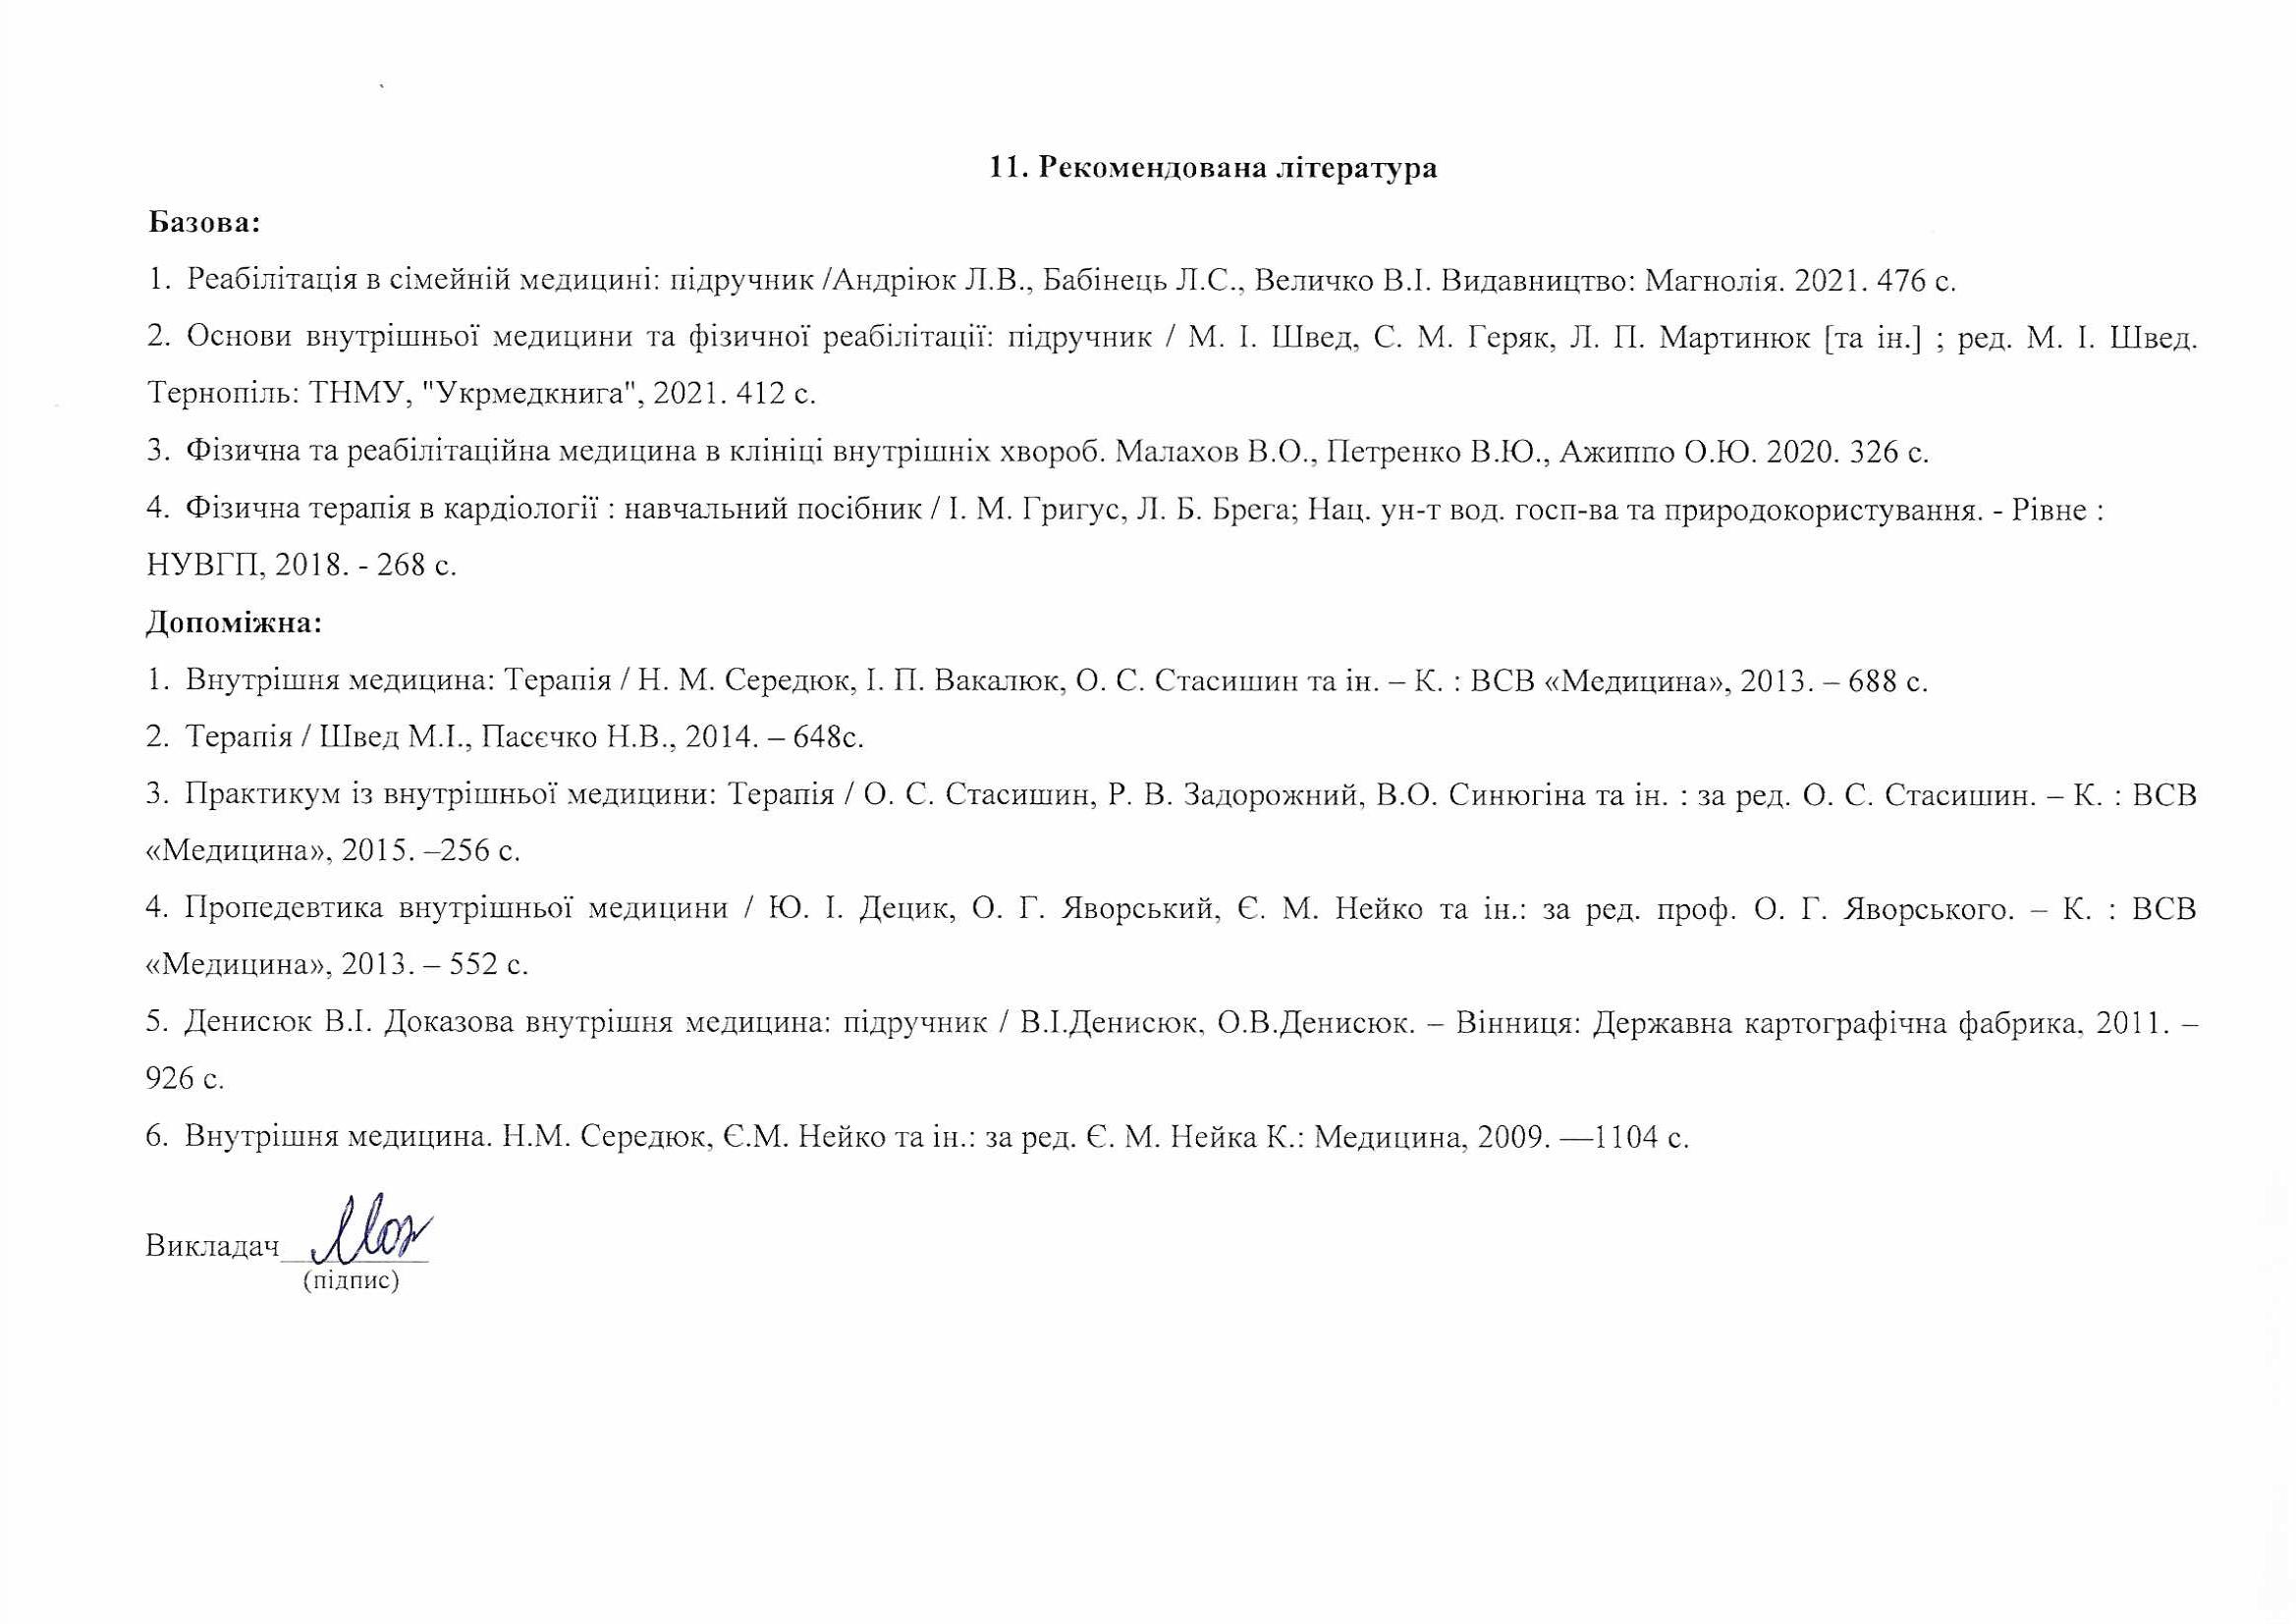 11. Рекомендована література
Базова:
1. Реабілітація в сімейній медицині: підручник /Андріюк Л.В., Бабінець Л.С., Величко В.І. Видавництво: Магнолія. 2021. 476 с.
2. Основи внутрішньої медицини та фізичної реабілітації: підручник / М. І. Швед, С. М. Геряк, Л. П. Мартинюк [та ін.] ; ред. М. І. Швед.
Тернопіль: ТНМУ, "Укрмедкнига", 2021. 412 с.
3. Фізична та реабілітаційна медицина в клініці внутрішніх хвороб. Малахов В.О., Петренко В.Ю., Ажиппо О.Ю. 2020. 326 с.
4. Фізична терапія в кардіології : навчальний посібник / І. М. Григус, Л. Б. Брега; Нац. ун-т вод. госп-ва та природокористування. - Рівне :
НУВГП, 2018. - 268 с.
Допоміжна:
1. Внутрішня медицина: Терапія / Н. М. Середюк, І. П. Вакалюк, О. С. Стасишин та ін. – К. : ВСВ «Медицина», 2013. – 688 с.
2. Терапія / Швед М.І., Пасєчко Н.В., 2014. – 648с.
3. Практикум із внутрішньої медицини: Терапія / О. С. Стасишин, Р. В. Задорожний, В.О. Синюгіна та ін. : за ред. О. С. Стасишин. – К. : ВСВ
«Медицина», 2015. –256 с.
4. Пропедевтика внутрішньої медицини / Ю. І. Децик, О. Г. Яворський, Є. М. Нейко та ін.: за ред. проф. О. Г. Яворського. – К. : ВСВ
«Медицина», 2013. – 552 с.
5. Денисюк В.І. Доказова внутрішня медицина: підручник / В.І.Денисюк, О.В.Денисюк. – Вінниця: Державна картографічна фабрика, 2011. –
926 с.
6. Внутрішня медицина. Н.М. Середюк, Є.М. Нейко та ін.: за ред. Є. М. Нейка К.: Медицина, 2009. —1104 с.
Викладач
(підпис)